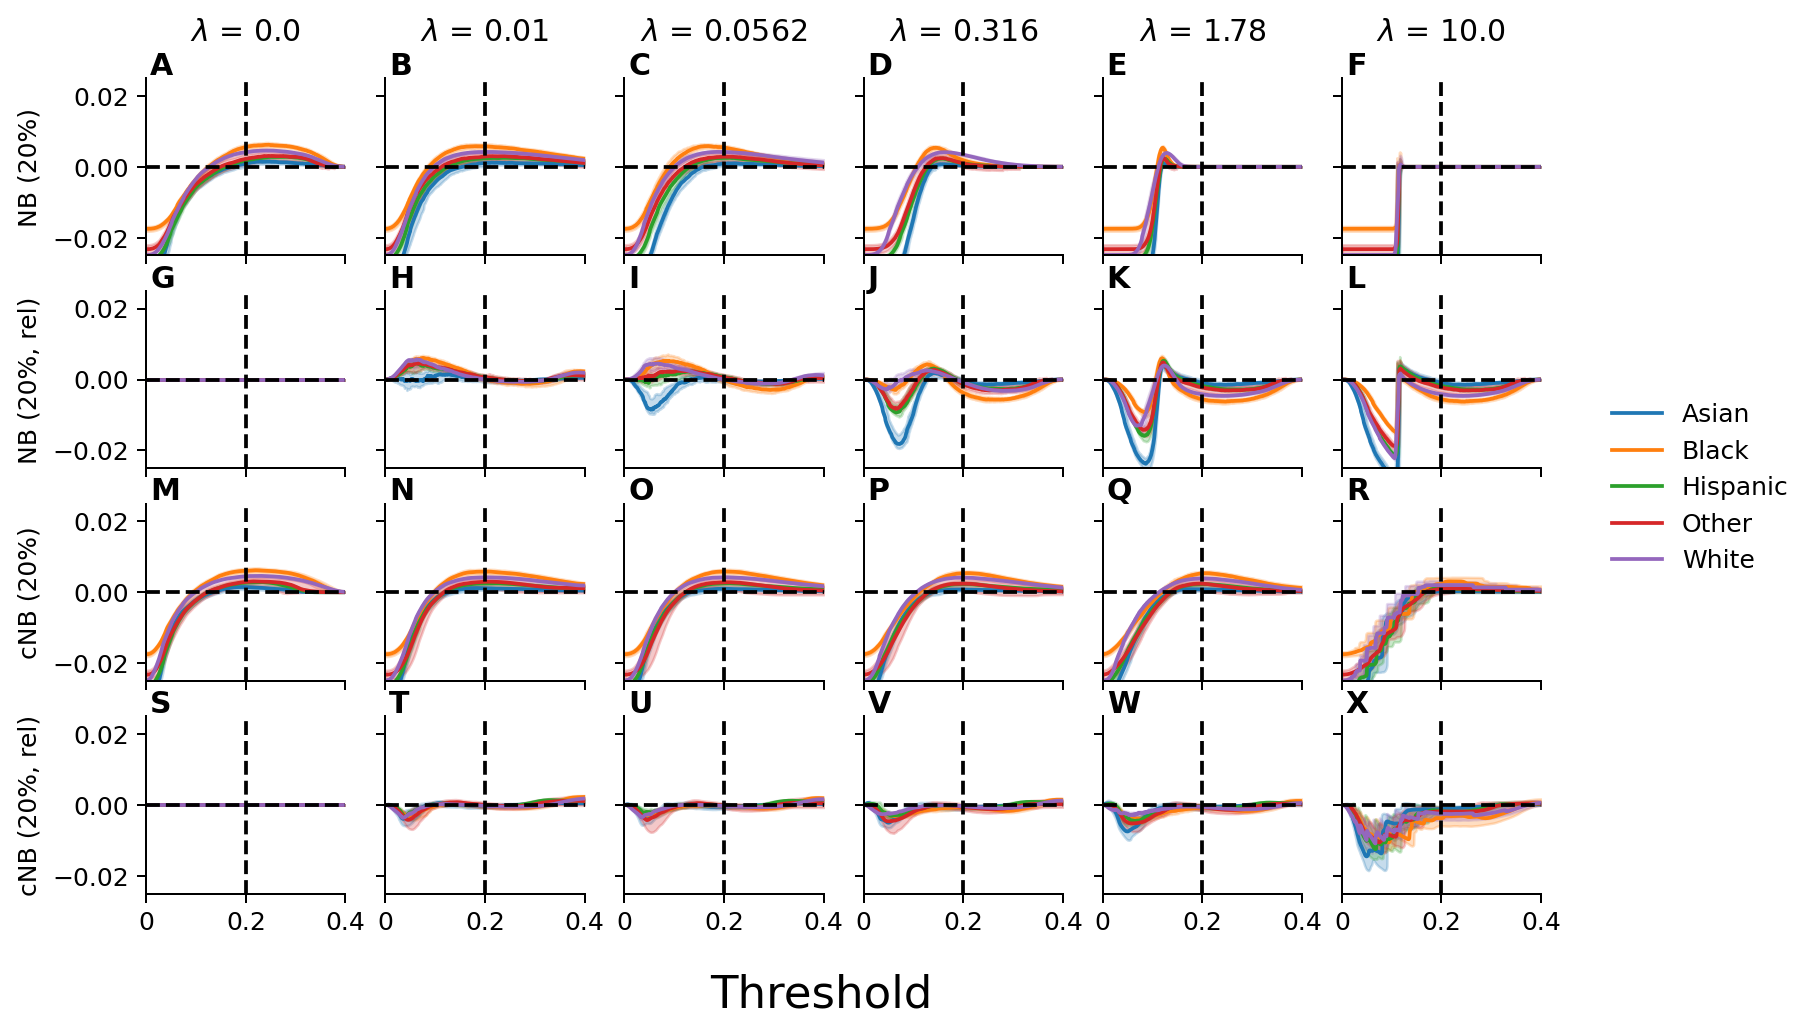 λ = 0.0 λ = 0.01 λ = 0.0562 λ = 0.316 λ = 1.78 λ = 10.0
A B C D E F
NB (20%)
0.02
0.00
−0.02
G H I J K L
NB (20%, rel)
0.02
0.00
−0.02
M N O P Q R
cNB (20%)
0.02
0.00
−0.02
S T U V W X
cNB (20%, rel)
0.02
0.00
−0.02
0 0.2 0.4 0 0.2 0.4 0 0.2 0.4 0 0.2 0.4 0 0.2 0.4 0 0.2 0.4
Threshold
Asian
Black
Hispanic
Other
White